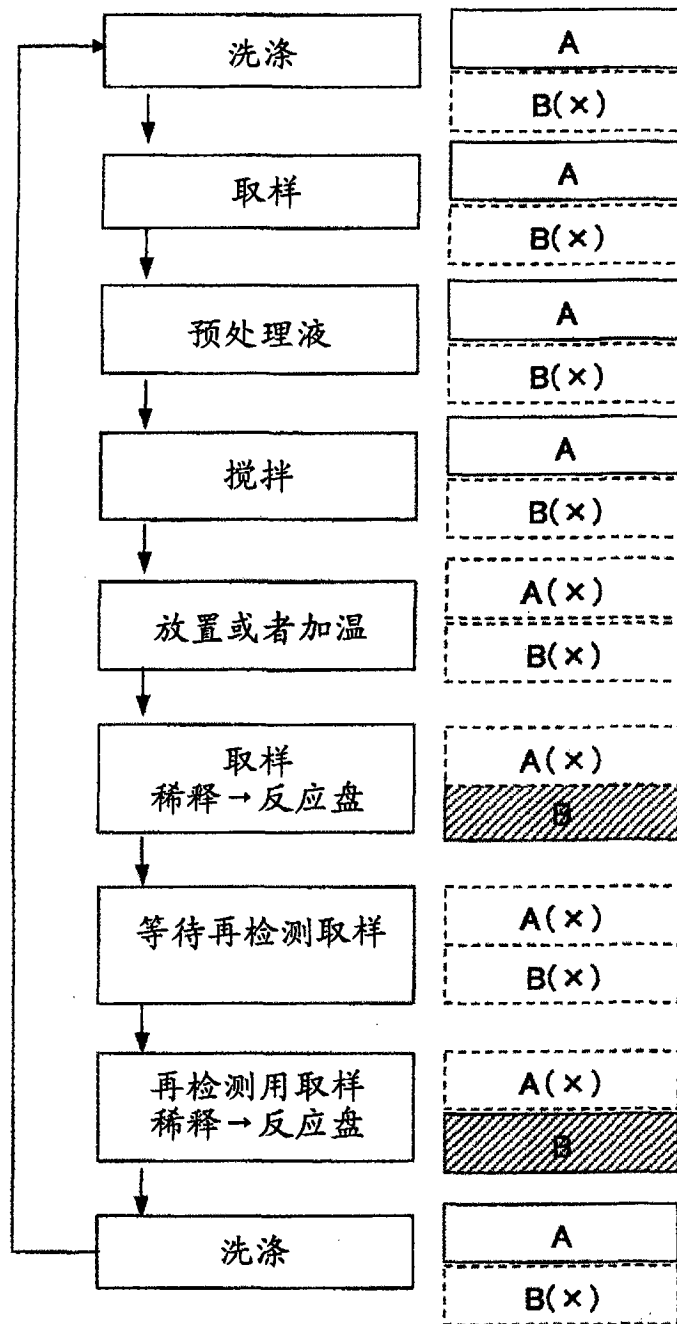 洗涤
A
B(×)
取样
A
B(×)
预处理液
A
B(×)
搅拌
A
B(×)
放置或者加温
A(×)
B(×)
取样
稀释→反应盘
A(×)
B
等待再检测取样
A(×)
B(×)
再检测用取样
稀释→反应盘
A(×)
B
洗涤
A
B(×)